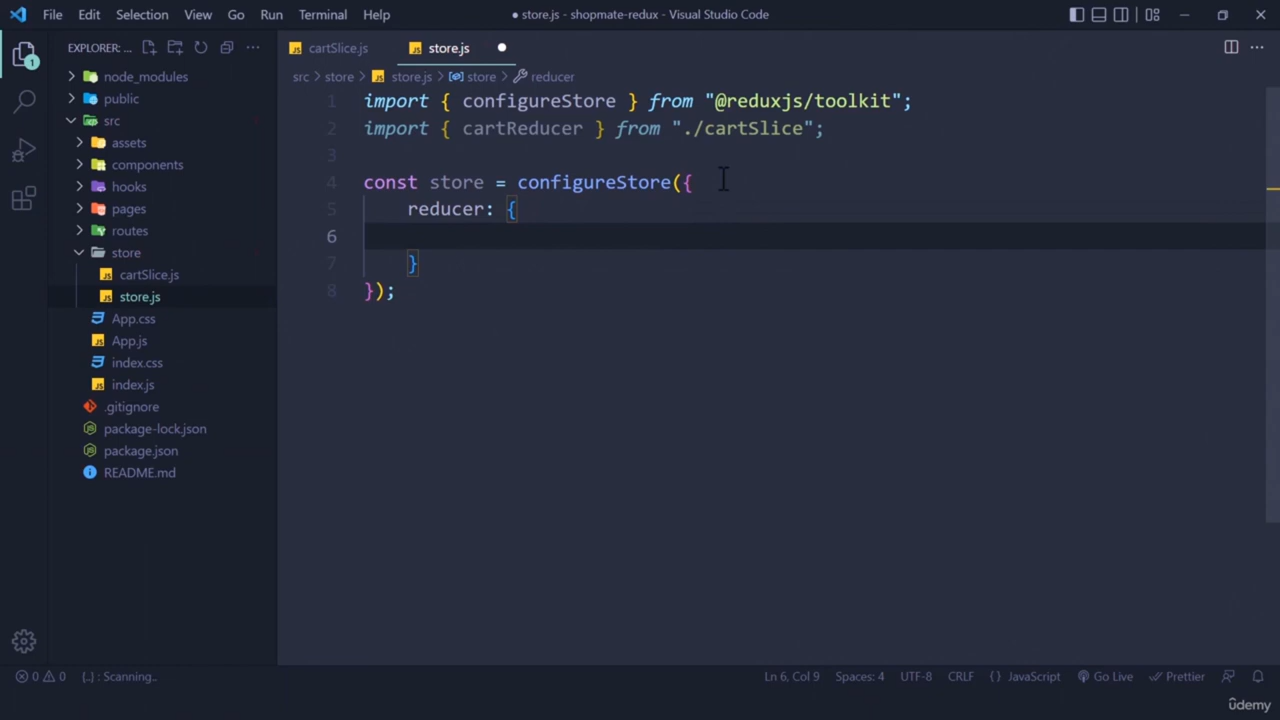 File Edit Selection View Go Run Terminal Help
● store.js - shopmate-redux - Visual Studio Code
EXPLORER: ...
cartSlice.js
store.js
node_modules
public
src
assets
components
hooks
pages
routes
store
cartSlice.js
store.js
App.css
App.js
index.css
index.js
.gitignore
package-lock.json
package.json
README.md
1
src > store > store.js > store > reducer
1 import { configureStore } from "@reduxjs/toolkit";
2 import { cartReducer } from "./cartSlice";
3
4 const store = configureStore({
5 reducer: {
6
7 }
8 });
0 0 {..} : Scanning..
Ln 6, Col 9 Spaces: 4 UTF-8 CRLF {} JavaScript Go Live Prettier
ûdemy